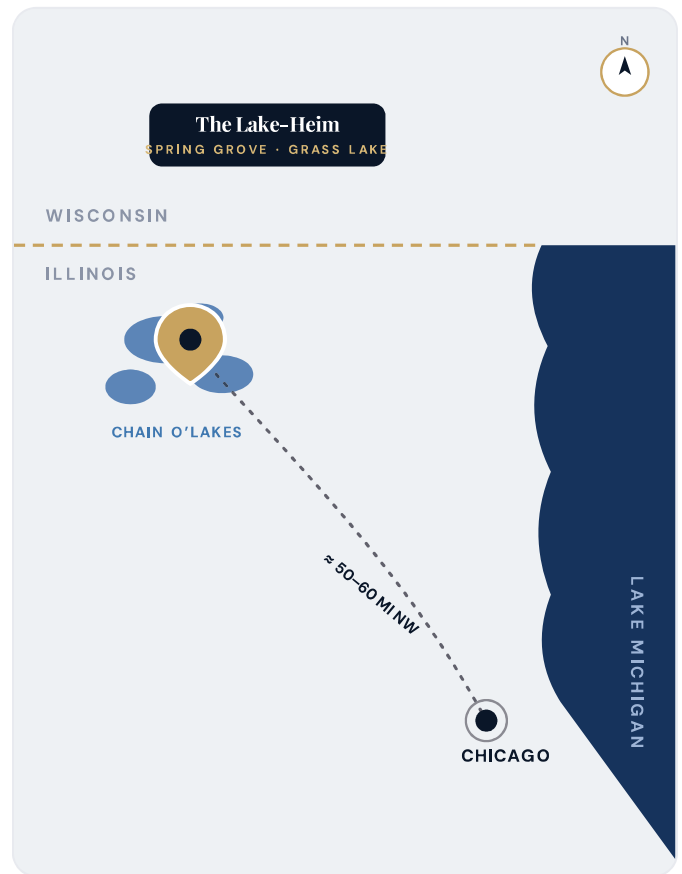 N
The Lake-Heim
SPRING GROVE · GRASS LAKE
WISCONSIN
ILLINOIS
CHAIN O'LAKES
≈ 50–60 MI NW
LAKE MICHIGAN
CHICAGO